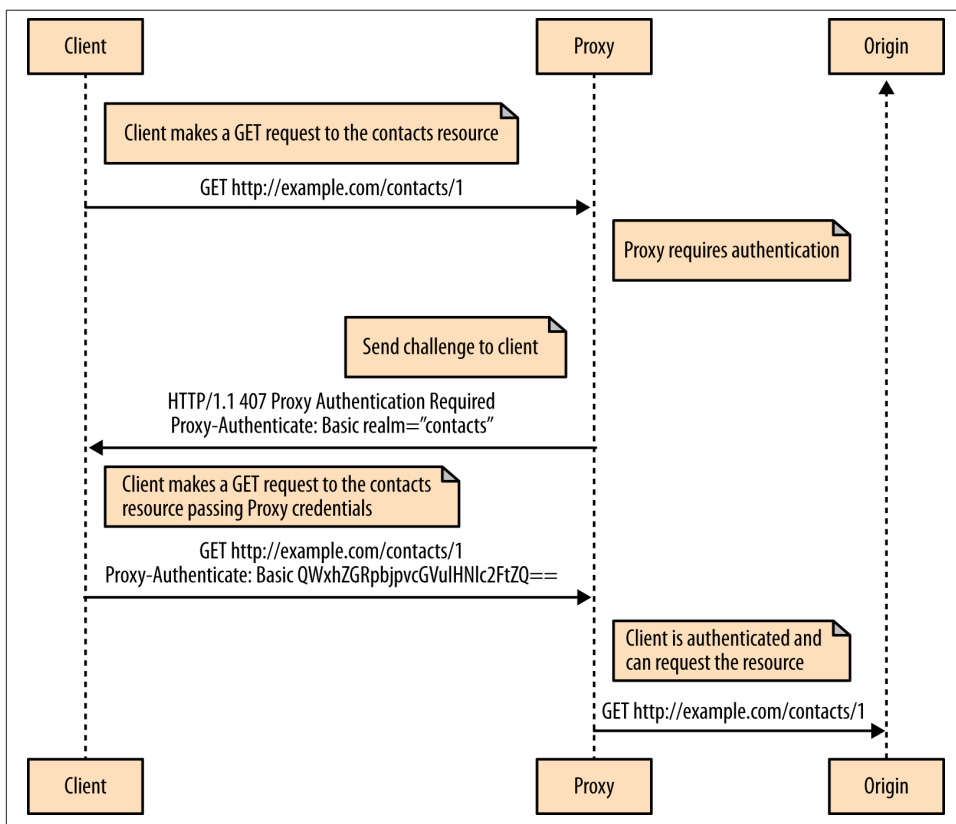 Client
Proxy
Origin
Client makes a GET request to the contacts resource
GET http://example.com/contacts/1
Proxy requires authentication
Send challenge to client
HTTP/1.1 407 Proxy Authentication Required
Proxy-Authenticate: Basic realm=”contacts”
Client makes a GET request to the contacts
resource passing Proxy credentials
GET http://example.com/contacts/1
Proxy-Authenticate: Basic QWxhZGRpbjpvcGVuIHNlc2FtZQ==
Client is authenticated and
can request the resource
GET http://example.com/contacts/1
Client
Proxy
Origin